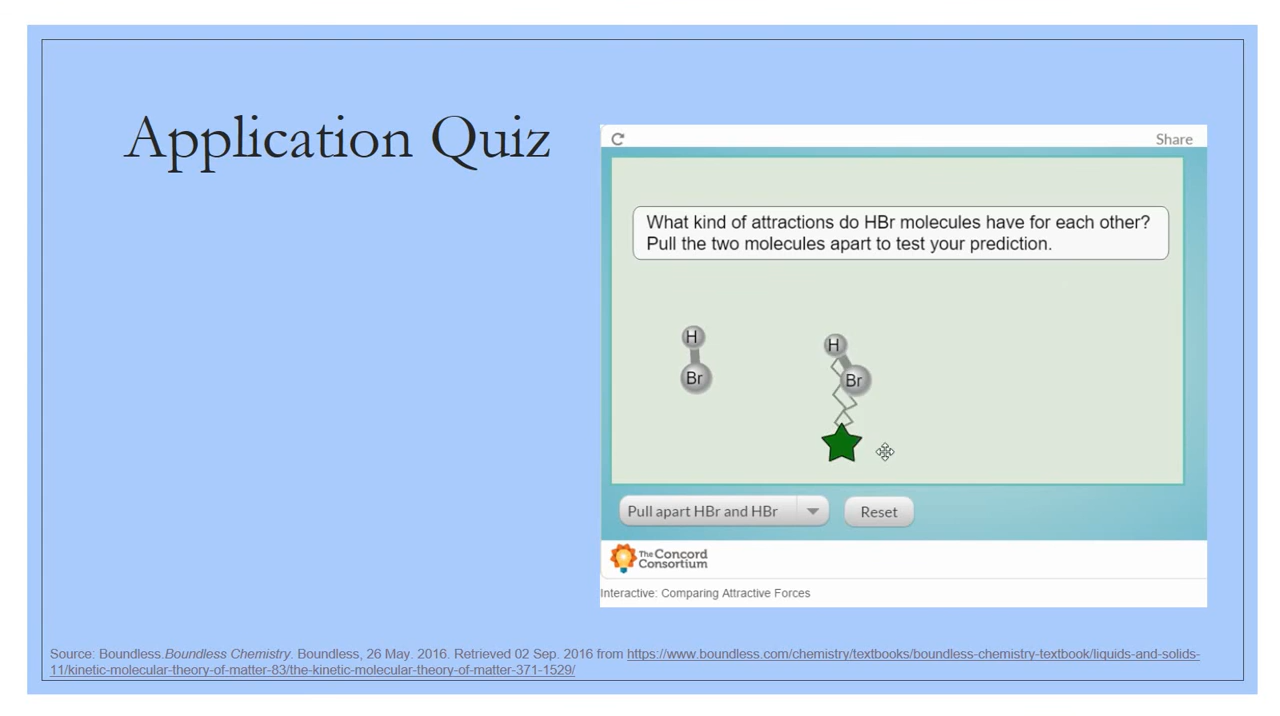 Application Quiz
Share
What kind of attractions do HBr molecules have for each other?
Pull the two molecules apart to test your prediction.
H
Br
H
Br
Pull apart HBr and HBr
Reset
The Concord
Consortium
Interactive: Comparing Attractive Forces
Source: Boundless.Boundless Chemistry. Boundless, 26 May. 2016. Retrieved 02 Sep. 2016 from https://www.boundless.com/chemistry/textbooks/boundless-chemistry-textbook/liquids-and-solids-
11/kinetic-molecular-theory-of-matter-83/the-kinetic-molecular-theory-of-matter-371-1529/